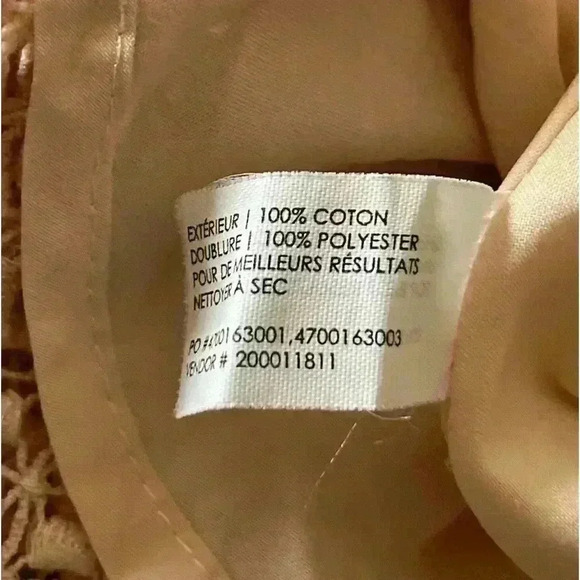 EXTÉRIEUR | 100% COTON
DOUBLURE | 100% POLYESTER
POUR DE MEILLEURS RÉSULTATS
NETTOYER À SEC
PO #4700163001,4700163003
VENDOR # 200011811